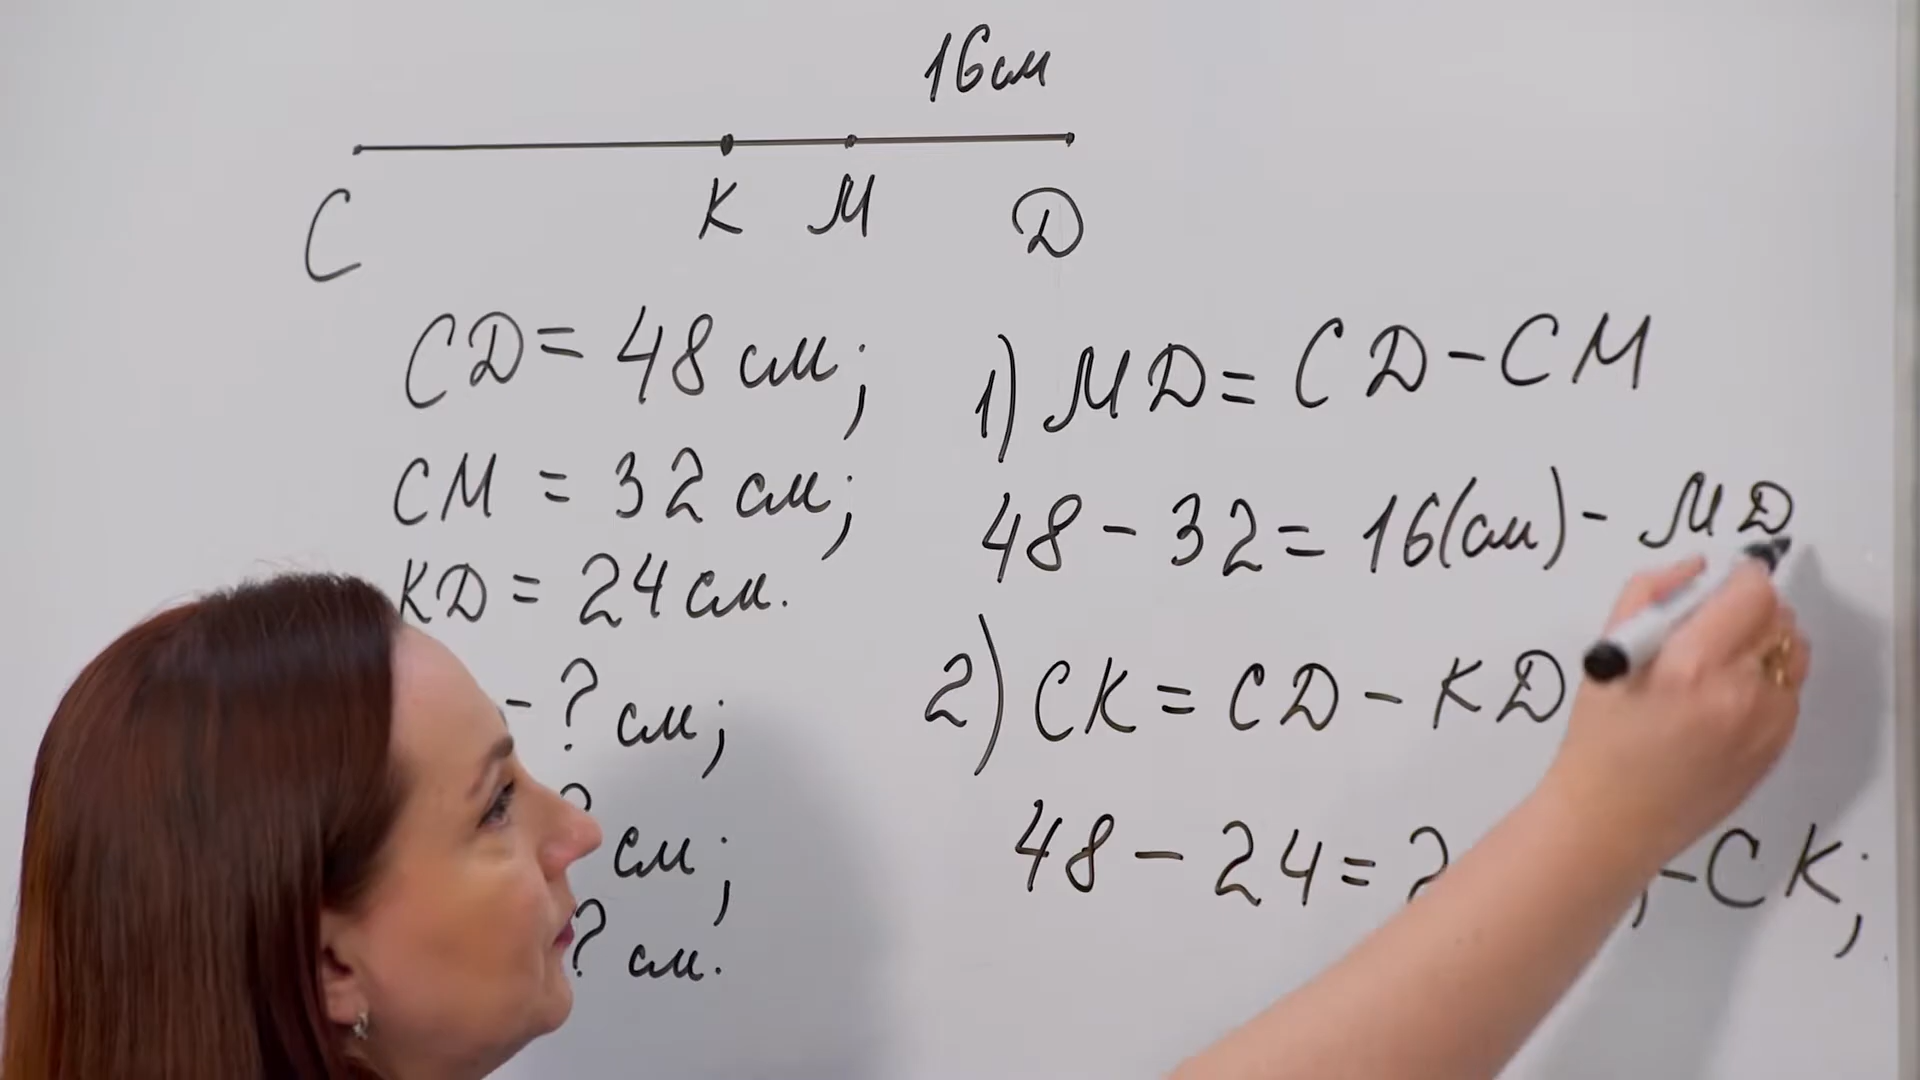 16см
C K M D
CD = 48 см;
CM = 32 см;
KD = 24 см.
- ? см;
? см;
? см.
1) MD = CD - CM
48 - 32 = 16(см) - MD
2) CK = CD - KD
48 - 24 = 2 - CK;